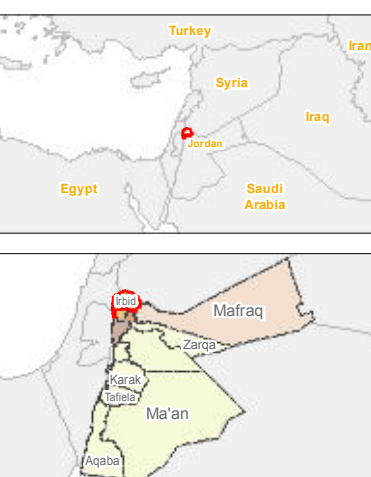 Turkey
Iran
Syria
Iraq
Jordan
Egypt
Saudi
Arabia
Irbid
Mafraq
Zarqa
Karak
Tafiela
Ma'an
Aqaba